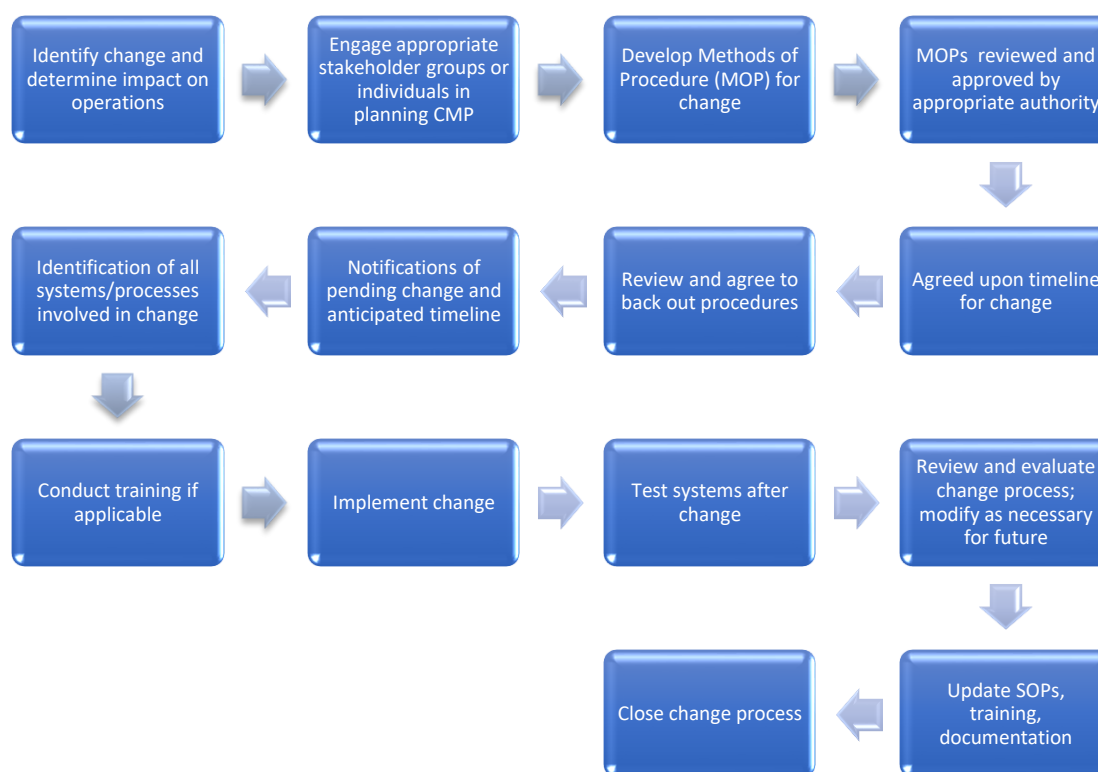 Identify change and
determine impact on
operations
Engage appropriate
stakeholder groups or
individuals in
planning CMP
Develop Methods of
Procedure (MOP) for
change
MOPs reviewed and
approved by
appropriate authority
Agreed upon timeline
for change
Review and agree to
back out procedures
Notifications of
pending change and
anticipated timeline
Identification of all
systems/processes
involved in change
Conduct training if
applicable
Implement change
Test systems after
change
Review and evaluate
change process;
modify as necessary
for future
Update SOPs,
training,
documentation
Close change process